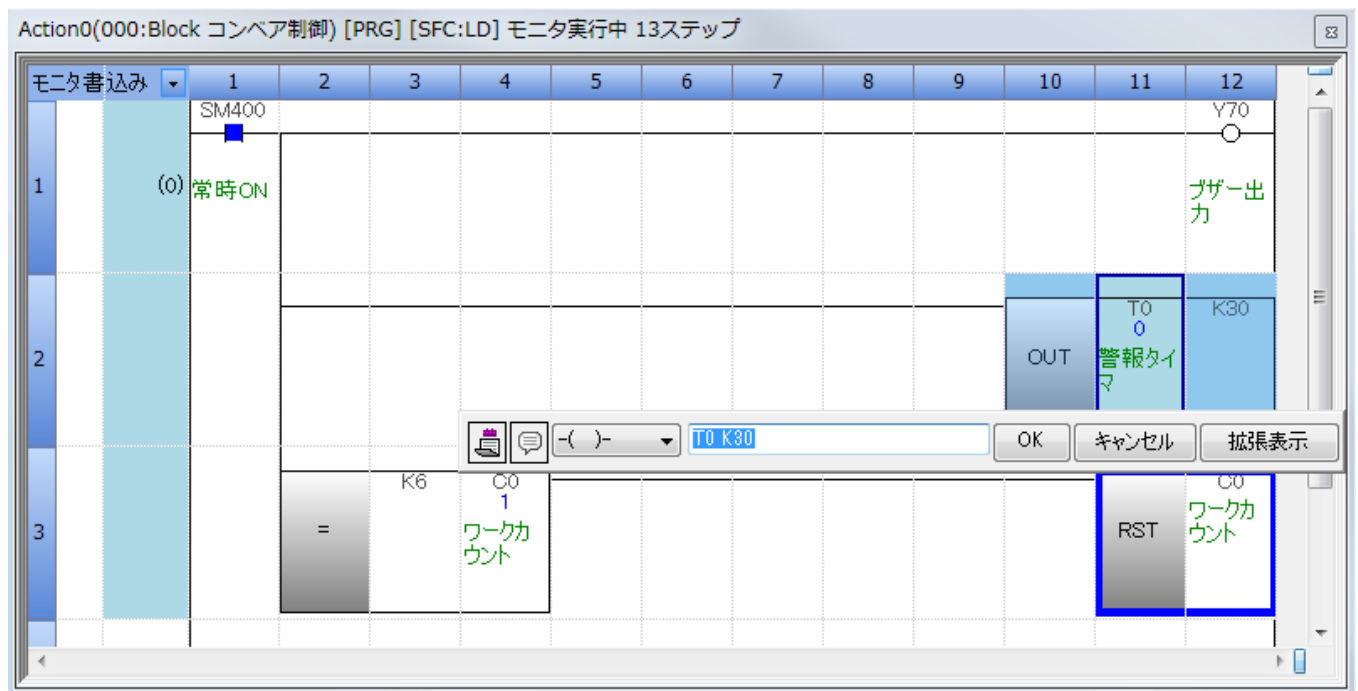 Action0(000:Block コンベア制御) [PRG] [SFC:LD] モニタ実行中 13ステップ
モニタ書込み 1 2 3 4 5 6 7 8 9 10 11 12
SM400 Y70
1 (0) 常時ON ブザー出
力
T0 K30
0
2 OUT 警報タイ
マ
-( )- T0 K30 OK キャンセル 拡張表示
K6 C0 C0
1
3 = ワークカ RST ワークカ
ウント ウント